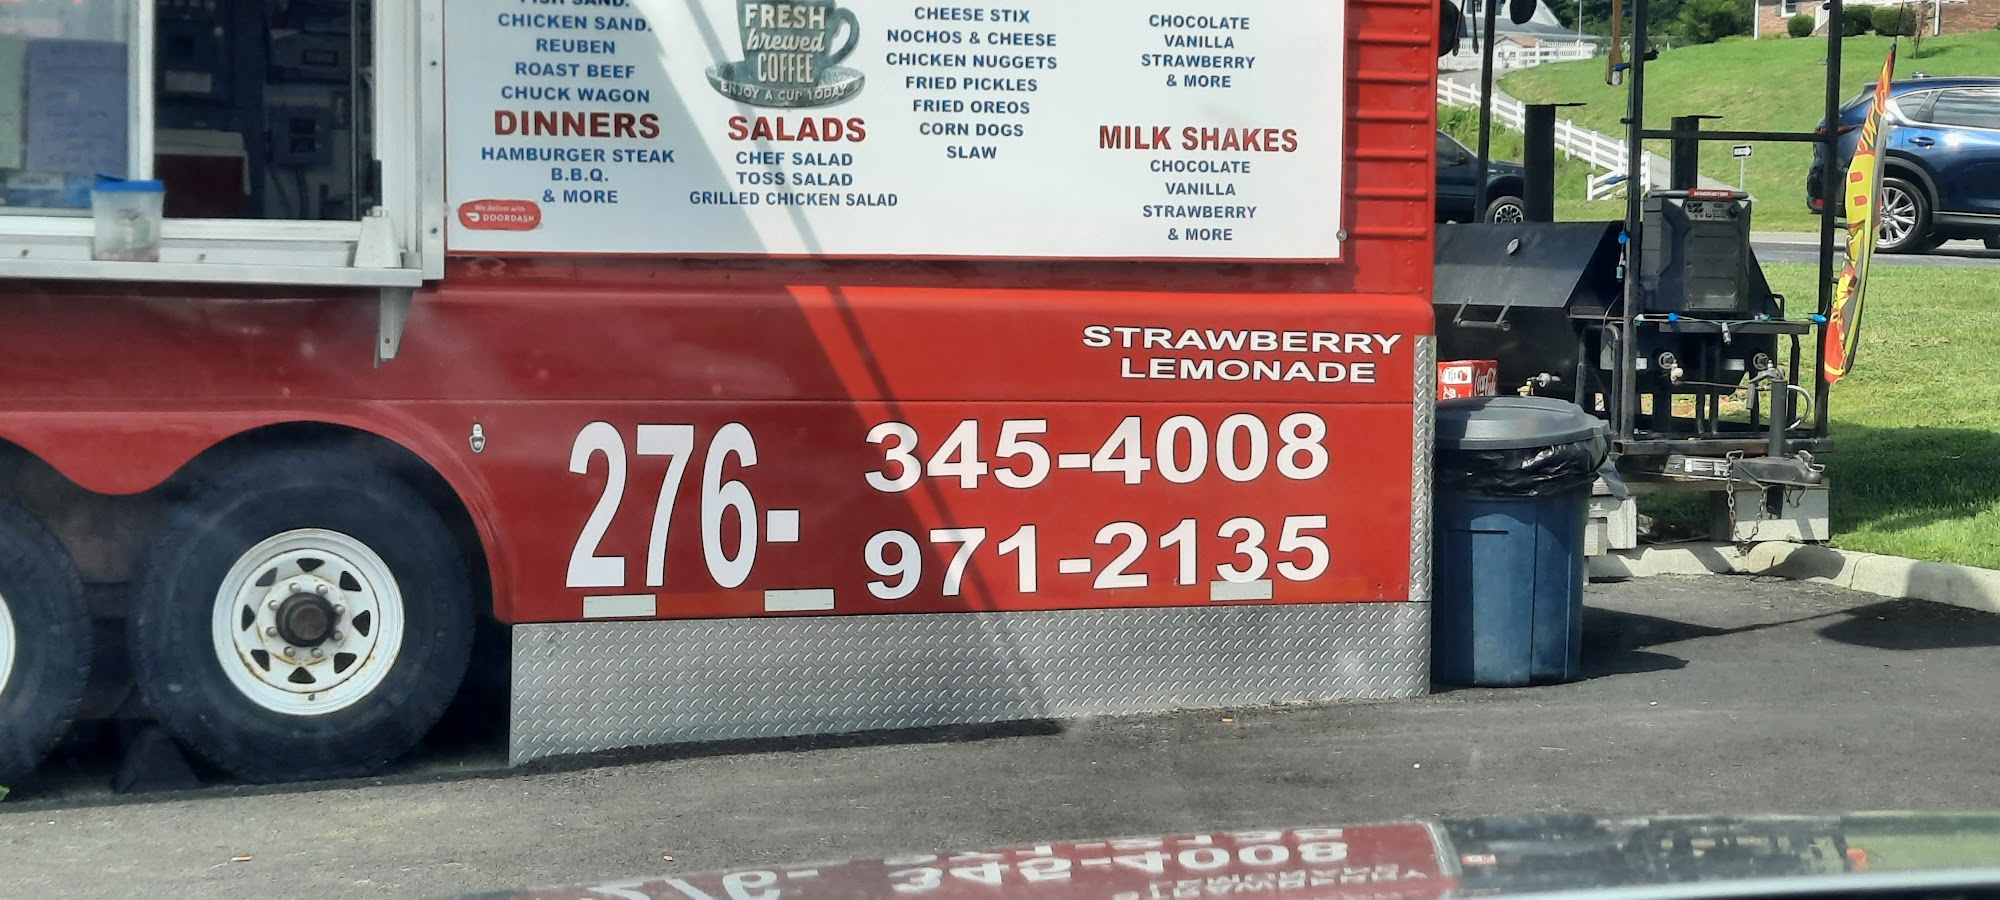 FISH SAND.
CHICKEN SAND.
REUBEN
ROAST BEEF
CHUCK WAGON
DINNERS
HAMBURGER STEAK
B.B.Q.
& MORE
We deliver with
DOORDASH
FRESH
brewed
COFFEE
ENJOY A CUP TODAY
SALADS
CHEF SALAD
TOSS SALAD
GRILLED CHICKEN SALAD
CHEESE STIX
NOCHOS & CHEESE
CHICKEN NUGGETS
FRIED PICKLES
FRIED OREOS
CORN DOGS
SLAW
CHOCOLATE
VANILLA
STRAWBERRY
& MORE
MILK SHAKES
CHOCOLATE
VANILLA
STRAWBERRY
& MORE
STRAWBERRY
LEMONADE
276- 345-4008
971-2135
Coca-Cola